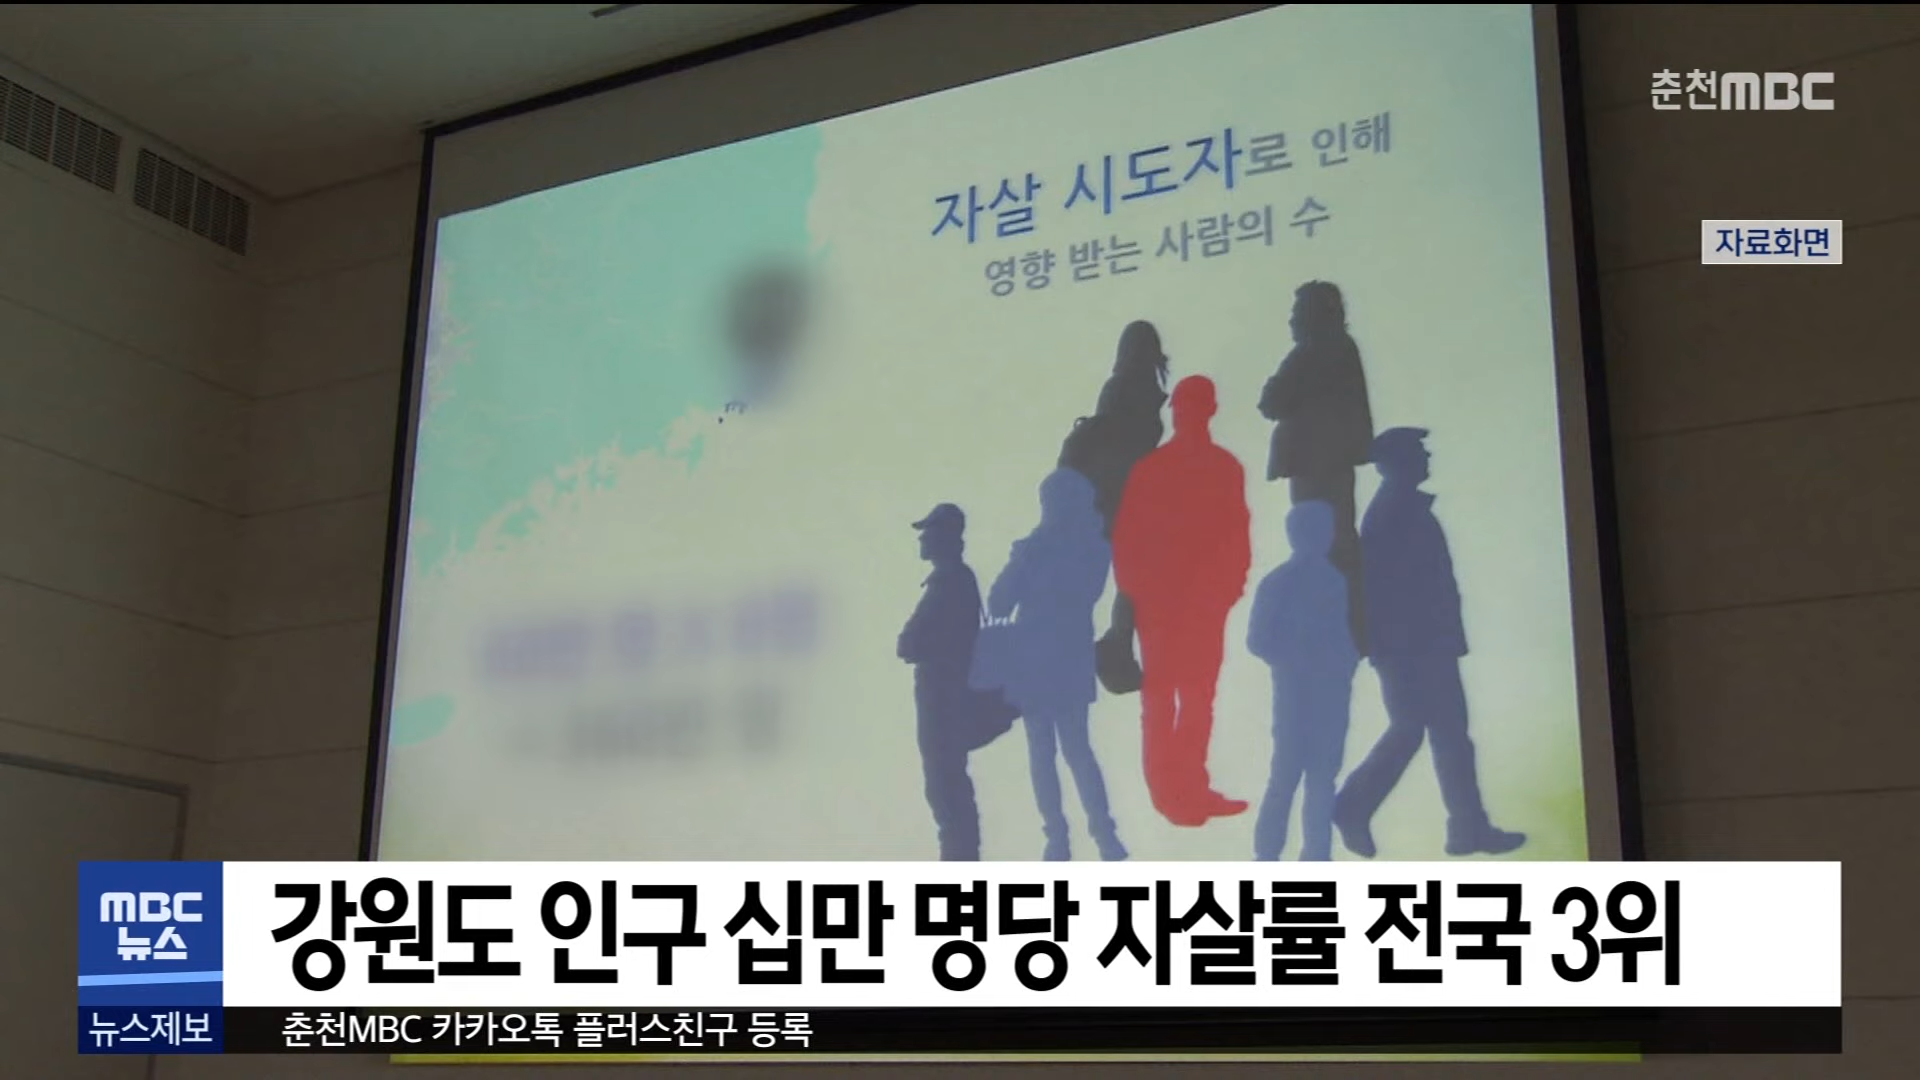 춘천MBC
자살 시도자로 인해
영향 받는 사람의 수
자료화면
MBC
뉴스
강원도 인구 십만 명당 자살률 전국 3위
뉴스제보
춘천MBC 카카오톡 플러스친구 등록